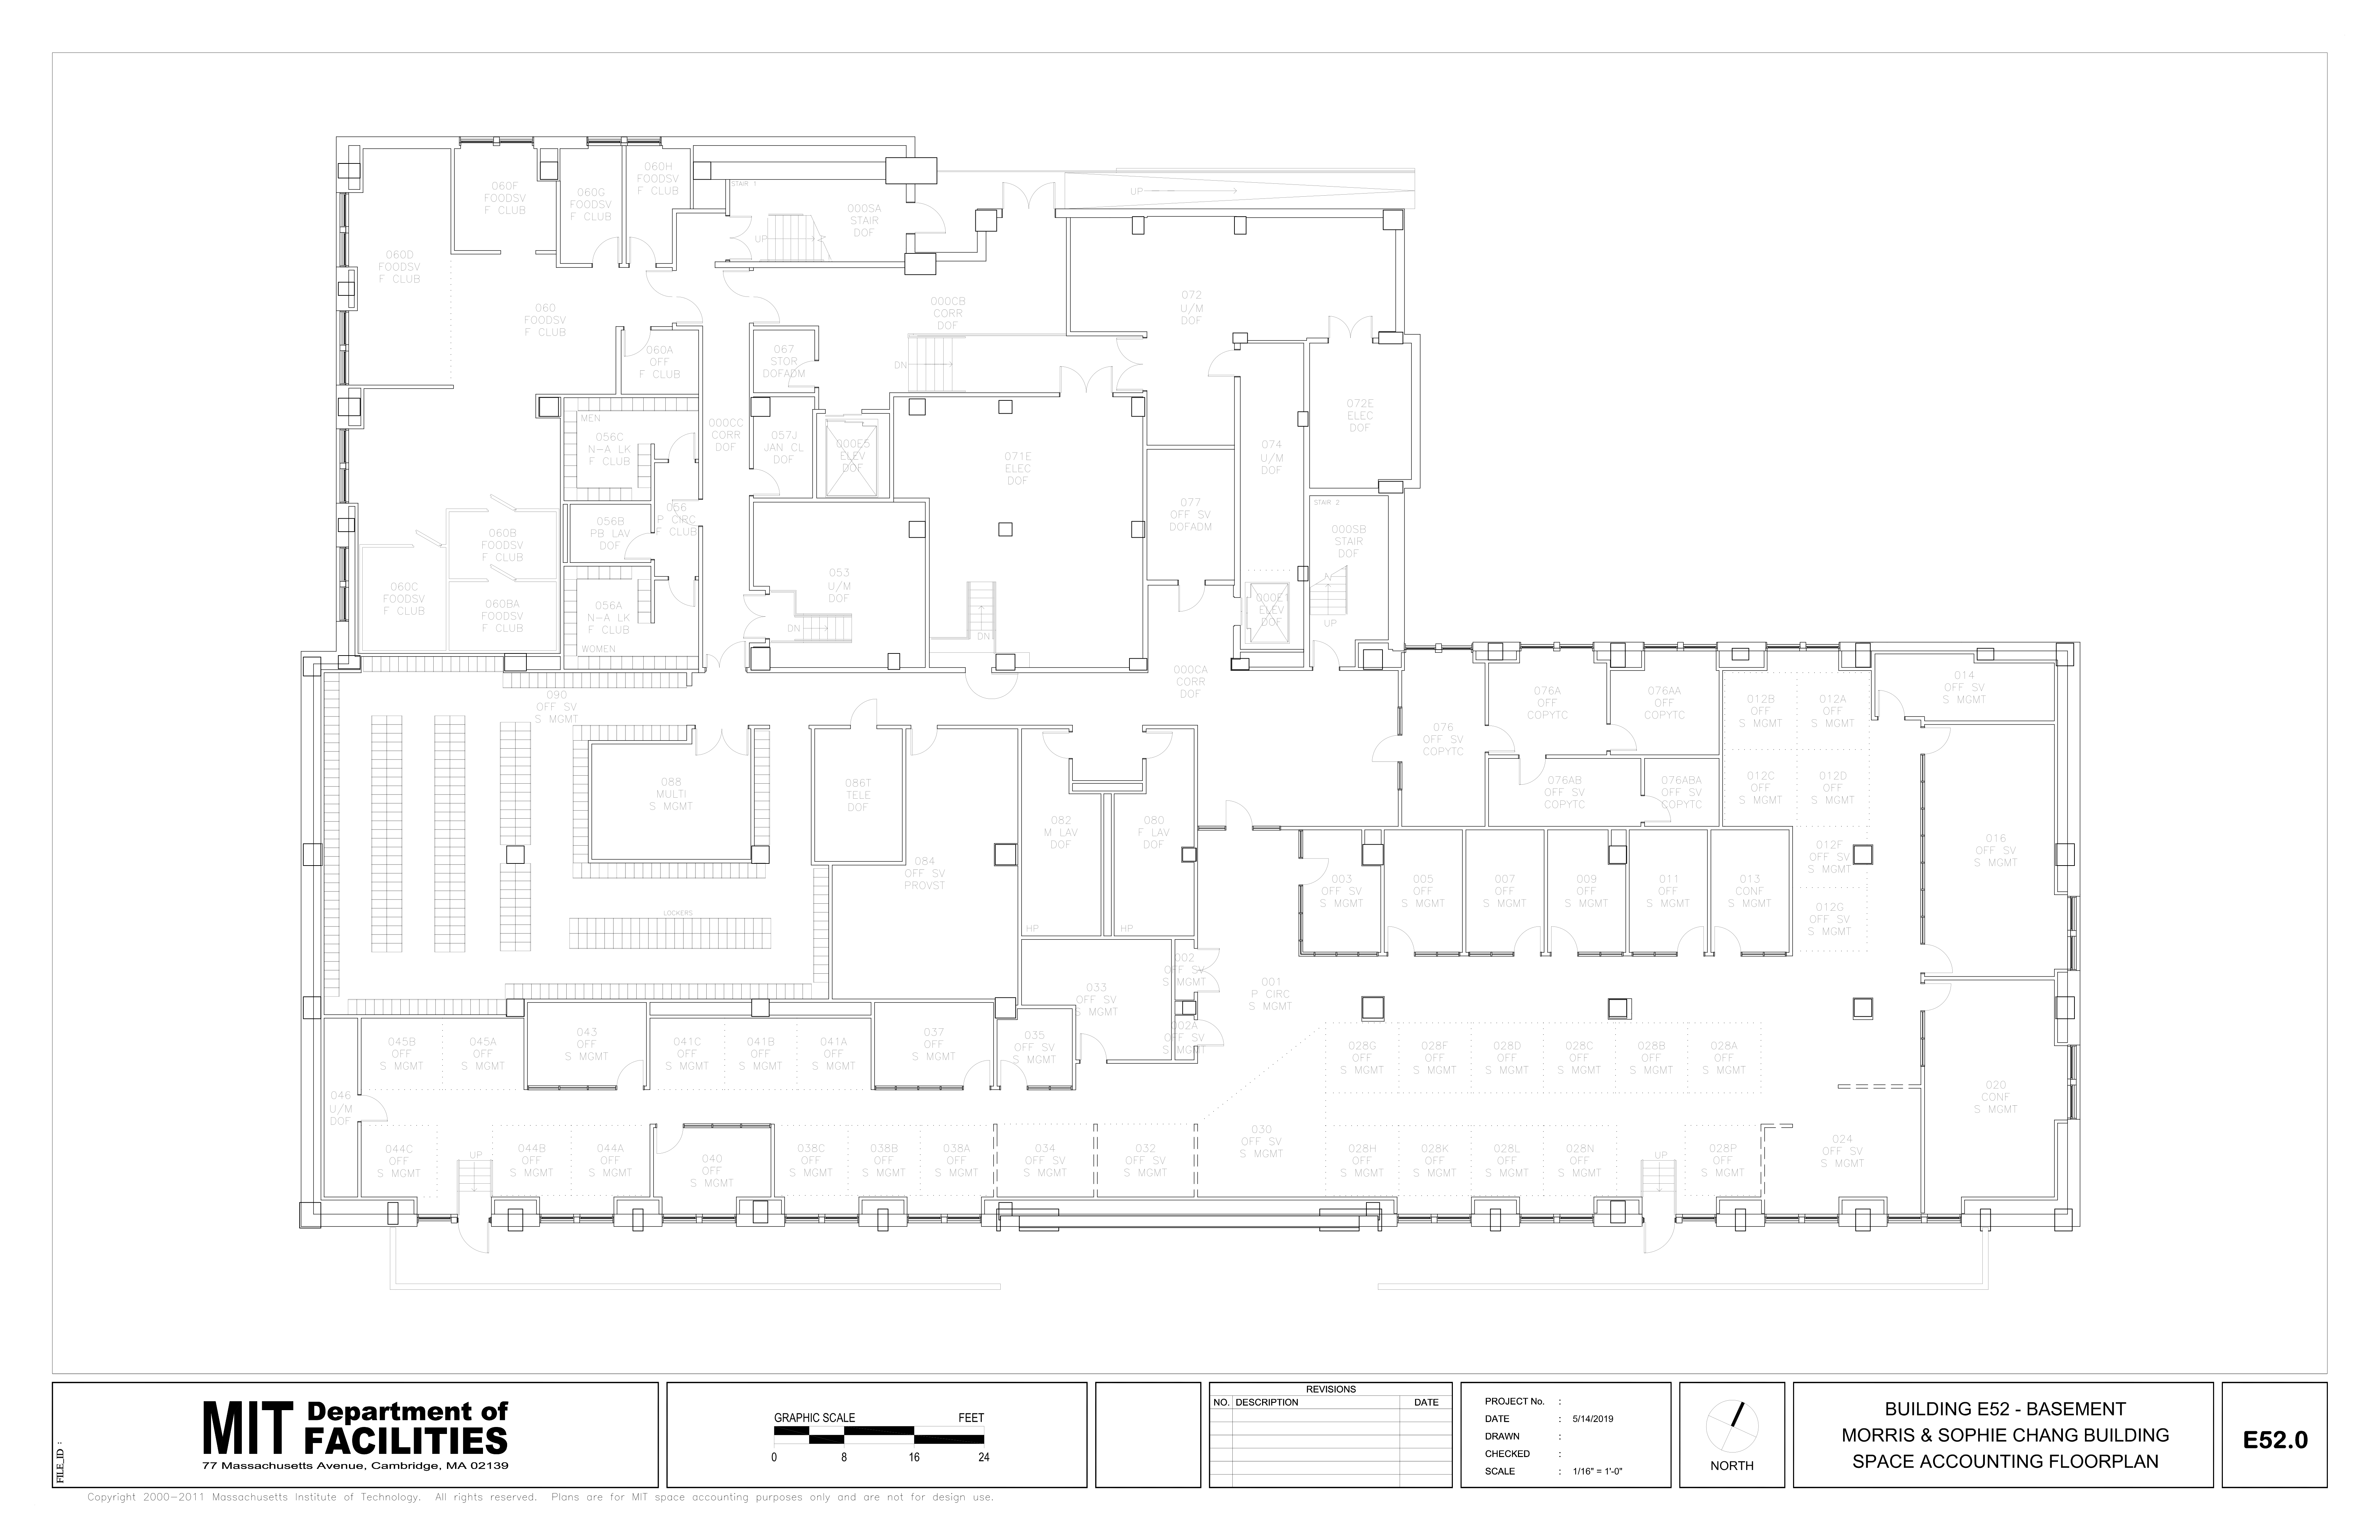 060H
FOODSV
F CLUB
060F
FOODSV
F CLUB
060G
FOODSV
F CLUB
STAIR 1
UP
000SA
STAIR
DOF
UP
060D
FOODSV
F CLUB
060
FOODSV
F CLUB
000CB
CORR
DOF
072
U/M
DOF
060A
OFF
F CLUB
067
STOR
DOFADM
DN
072E
ELEC
DOF
MEN
056C
N-A LK
F CLUB
000CC
CORR
DOF
057J
JAN CL
DOF
000E5
ELEV
DOF
071E
ELEC
DOF
074
U/M
DOF
077
OFF SV
DOFADM
STAIR 2
000SB
STAIR
DOF
056
P CIRC
F CLUB
056B
PB LAV
DOF
060B
FOODSV
F CLUB
060C
FOODSV
F CLUB
060BA
FOODSV
F CLUB
053
U/M
DOF
DN
056A
N-A LK
F CLUB
WOMEN
DN
000E1
ELEV
DOF
UP
000CA
CORR
DOF
090
OFF SV
S MGMT
076A
OFF
COPYTC
076AA
OFF
COPYTC
012B
OFF
S MGMT
012A
OFF
S MGMT
014
OFF SV
S MGMT
076
OFF SV
COPYTC
088
MULTI
S MGMT
086T
TELE
DOF
076AB
OFF SV
COPYTC
076ABA
OFF SV
COPYTC
012C
OFF
S MGMT
012D
OFF
S MGMT
082
M LAV
DOF
080
F LAV
DOF
084
OFF SV
PROVST
012F
OFF SV
S MGMT
016
OFF SV
S MGMT
003
OFF SV
S MGMT
005
OFF
S MGMT
007
OFF
S MGMT
009
OFF
S MGMT
011
OFF
S MGMT
013
CONF
S MGMT
012G
OFF SV
S MGMT
LOCKERS
HP
HP
002
OFF SV
S MGMT
033
OFF SV
S MGMT
001
P CIRC
S MGMT
002A
OFF SV
S MGMT
045B
OFF
S MGMT
045A
OFF
S MGMT
043
OFF
S MGMT
041C
OFF
S MGMT
041B
OFF
S MGMT
041A
OFF
S MGMT
037
OFF
S MGMT
035
OFF SV
S MGMT
028G
OFF
S MGMT
028F
OFF
S MGMT
028D
OFF
S MGMT
028C
OFF
S MGMT
028B
OFF
S MGMT
028A
OFF
S MGMT
046
U/M
DOF
020
CONF
S MGMT
044C
OFF
S MGMT
UP
044B
OFF
S MGMT
044A
OFF
S MGMT
040
OFF
S MGMT
038C
OFF
S MGMT
038B
OFF
S MGMT
038A
OFF
S MGMT
034
OFF SV
S MGMT
032
OFF SV
S MGMT
030
OFF SV
S MGMT
028H
OFF
S MGMT
028K
OFF
S MGMT
028L
OFF
S MGMT
028N
OFF
S MGMT
UP
028P
OFF
S MGMT
024
OFF SV
S MGMT
FILE_ID :
MIT Department of
FACILITIES
77 Massachusetts Avenue, Cambridge, MA 02139
GRAPHIC SCALE FEET
0 8 16 24
REVISIONS
NO. DESCRIPTION DATE
PROJECT No. :
DATE : 5/14/2019
DRAWN :
CHECKED :
SCALE : 1/16" = 1'-0"
NORTH
BUILDING E52 - BASEMENT
MORRIS & SOPHIE CHANG BUILDING
SPACE ACCOUNTING FLOORPLAN
E52.0
Copyright 2000-2011 Massachusetts Institute of Technology. All rights reserved. Plans are for MIT space accounting purposes only and are not for design use.